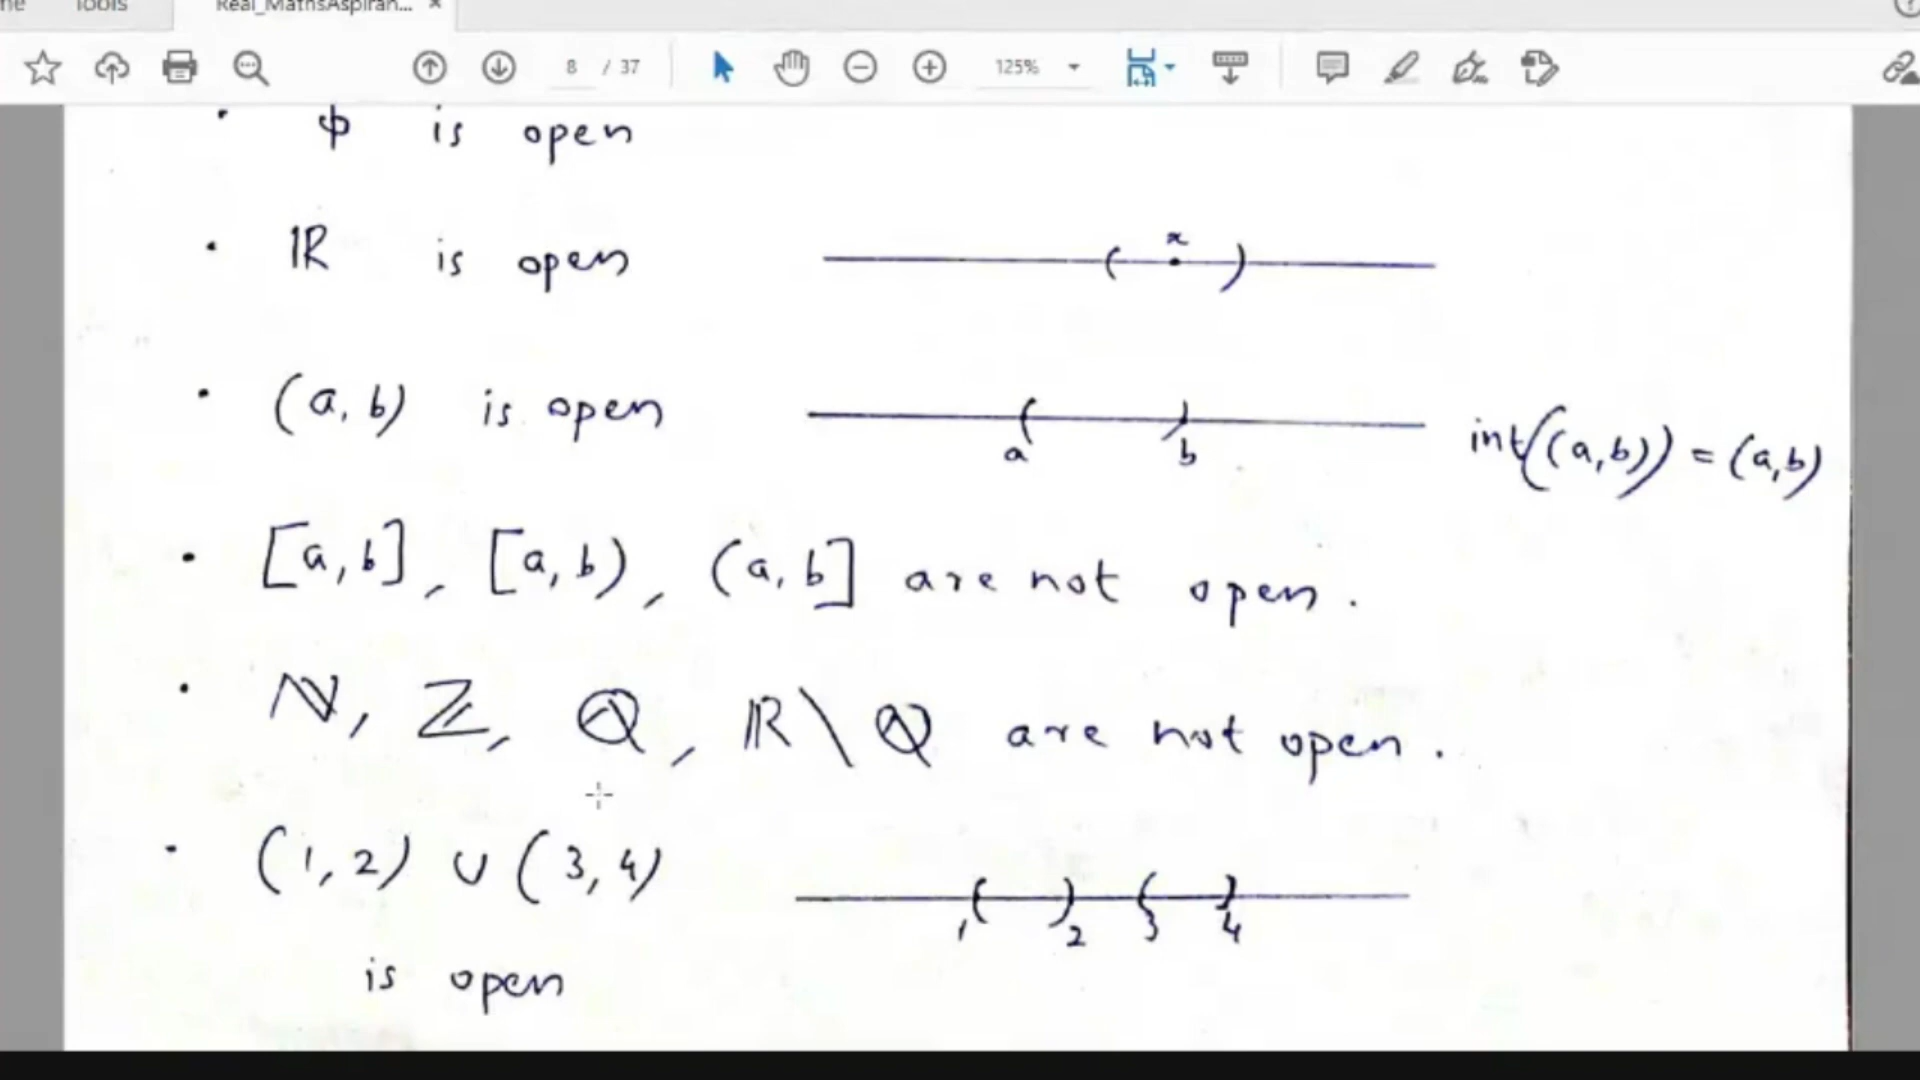 Tools Real_MathsAspiran... ×
8 / 37 125%
• ϕ is open
• ℝ is open ( x )
• (a, b) is open a b int((a,b)) = (a,b)
• [a, b], [a, b), (a, b] are not open.
• ℕ, ℤ, ℚ, ℝ\ℚ are not open.
• (1, 2) ∪ (3, 4) 1 2 3 4
is open